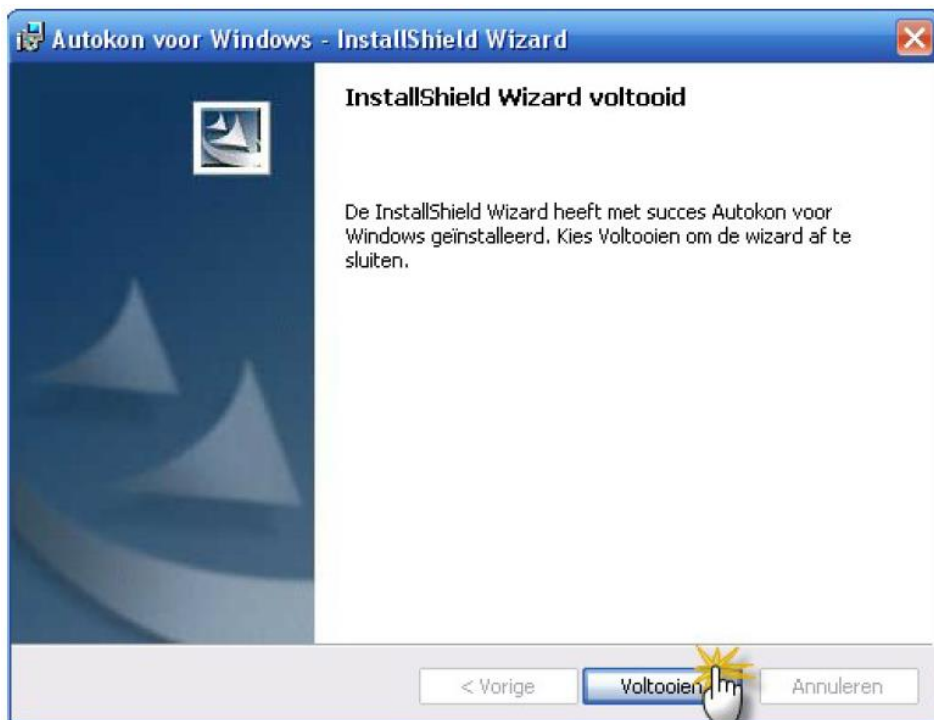 Autokon voor Windows - InstallShield Wizard
InstallShield Wizard voltooid
De InstallShield Wizard heeft met succes Autokon voor
Windows geïnstalleerd. Kies Voltooien om de wizard af te
sluiten.
< Vorige
Voltooien
Annuleren